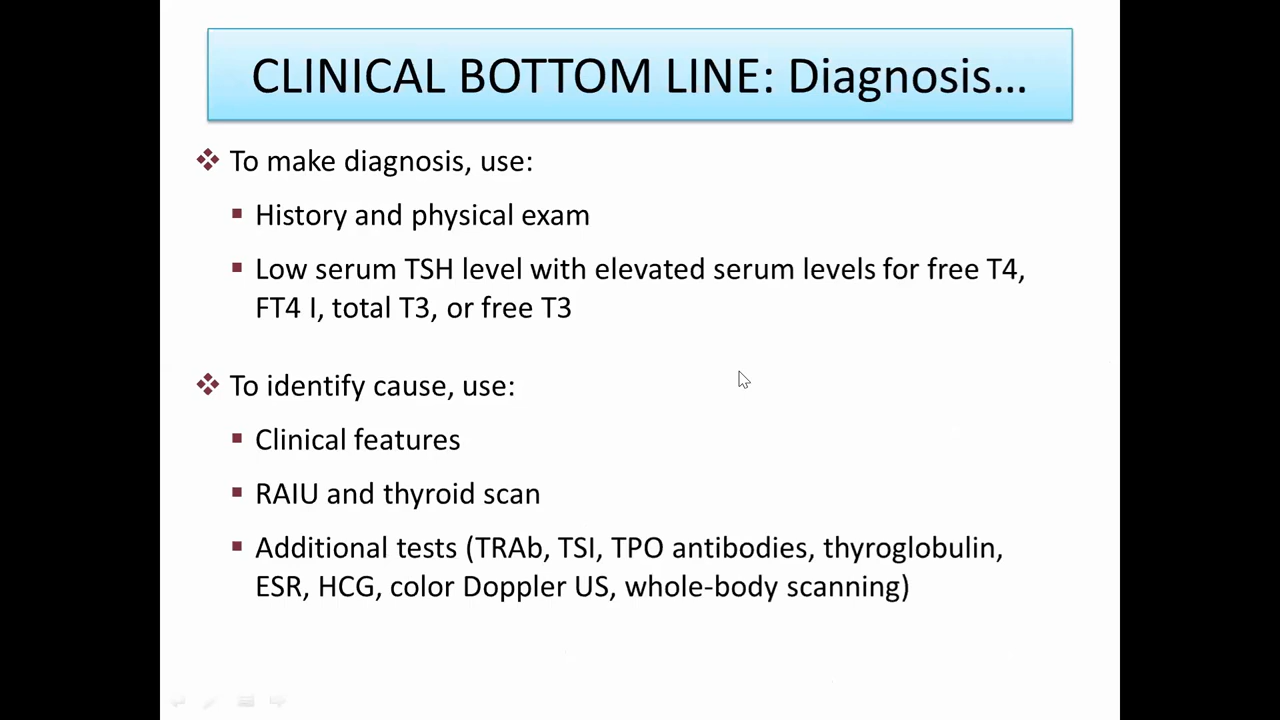 CLINICAL BOTTOM LINE: Diagnosis...
To make diagnosis, use:
History and physical exam
Low serum TSH level with elevated serum levels for free T4,
FT4 I, total T3, or free T3
To identify cause, use:
Clinical features
RAIU and thyroid scan
Additional tests (TRAb, TSI, TPO antibodies, thyroglobulin,
ESR, HCG, color Doppler US, whole-body scanning)